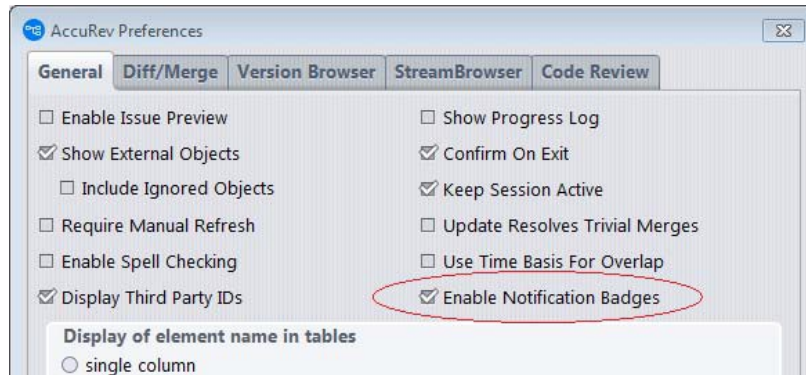 AccuRev Preferences
General Diff/Merge Version Browser StreamBrowser Code Review
Enable Issue Preview Show Progress Log
Show External Objects Confirm On Exit
Include Ignored Objects Keep Session Active
Require Manual Refresh Update Resolves Trivial Merges
Enable Spell Checking Use Time Basis For Overlap
Display Third Party IDs Enable Notification Badges
Display of element name in tables
single column